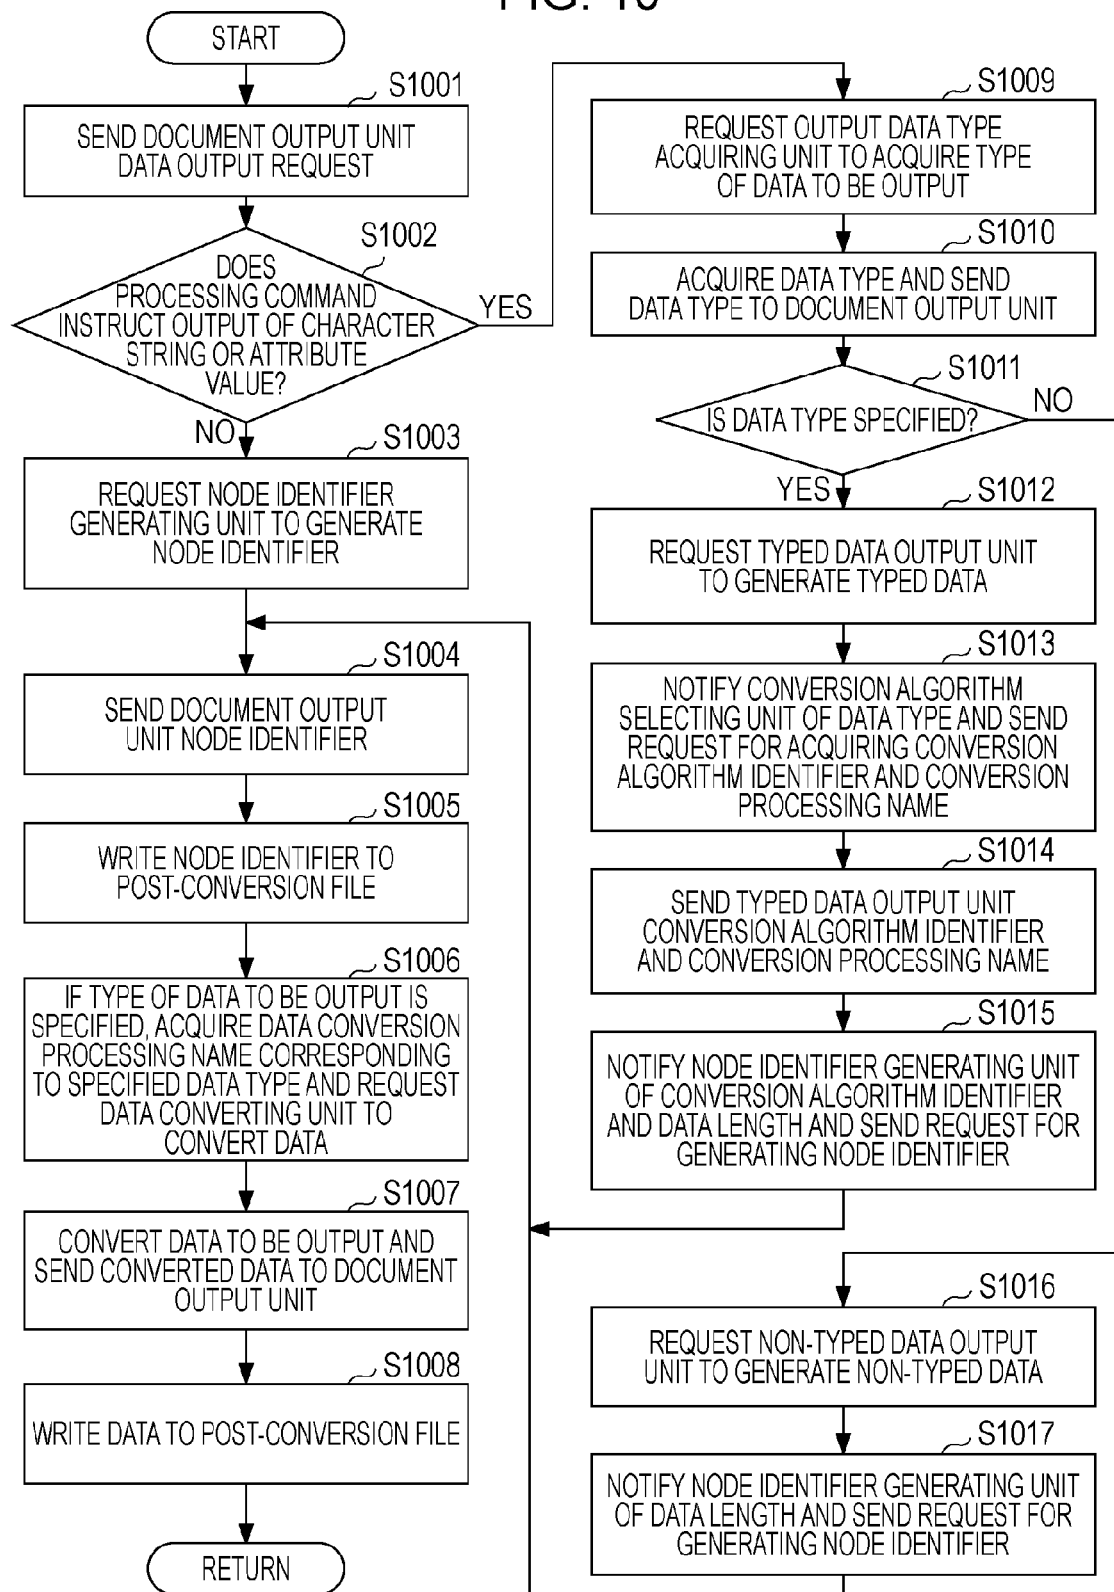 START
S1001
SEND DOCUMENT OUTPUT UNIT
DATA OUTPUT REQUEST
S1002
DOES
PROCESSING COMMAND
INSTRUCT OUTPUT OF CHARACTER
STRING OR ATTRIBUTE
VALUE?
YES
NO
S1003
REQUEST NODE IDENTIFIER
GENERATING UNIT TO GENERATE
NODE IDENTIFIER
S1004
SEND DOCUMENT OUTPUT
UNIT NODE IDENTIFIER
S1005
WRITE NODE IDENTIFIER TO
POST-CONVERSION FILE
S1006
IF TYPE OF DATA TO BE OUTPUT IS
SPECIFIED, ACQUIRE DATA CONVERSION
PROCESSING NAME CORRESPONDING
TO SPECIFIED DATA TYPE AND REQUEST
DATA CONVERTING UNIT TO
CONVERT DATA
S1007
CONVERT DATA TO BE OUTPUT AND
SEND CONVERTED DATA TO DOCUMENT
OUTPUT UNIT
S1008
WRITE DATA TO POST-CONVERSION FILE
RETURN
S1009
REQUEST OUTPUT DATA TYPE
ACQUIRING UNIT TO ACQUIRE TYPE
OF DATA TO BE OUTPUT
S1010
ACQUIRE DATA TYPE AND SEND
DATA TYPE TO DOCUMENT OUTPUT UNIT
S1011
IS DATA TYPE SPECIFIED?
NO
YES
S1012
REQUEST TYPED DATA OUTPUT UNIT
TO GENERATE TYPED DATA
S1013
NOTIFY CONVERSION ALGORITHM
SELECTING UNIT OF DATA TYPE AND SEND
REQUEST FOR ACQUIRING CONVERSION
ALGORITHM IDENTIFIER AND CONVERSION
PROCESSING NAME
S1014
SEND TYPED DATA OUTPUT UNIT
CONVERSION ALGORITHM IDENTIFIER
AND CONVERSION PROCESSING NAME
S1015
NOTIFY NODE IDENTIFIER GENERATING UNIT
OF CONVERSION ALGORITHM IDENTIFIER
AND DATA LENGTH AND SEND REQUEST FOR
GENERATING NODE IDENTIFIER
S1016
REQUEST NON-TYPED DATA OUTPUT
UNIT TO GENERATE NON-TYPED DATA
S1017
NOTIFY NODE IDENTIFIER GENERATING UNIT
OF DATA LENGTH AND SEND REQUEST FOR
GENERATING NODE IDENTIFIER